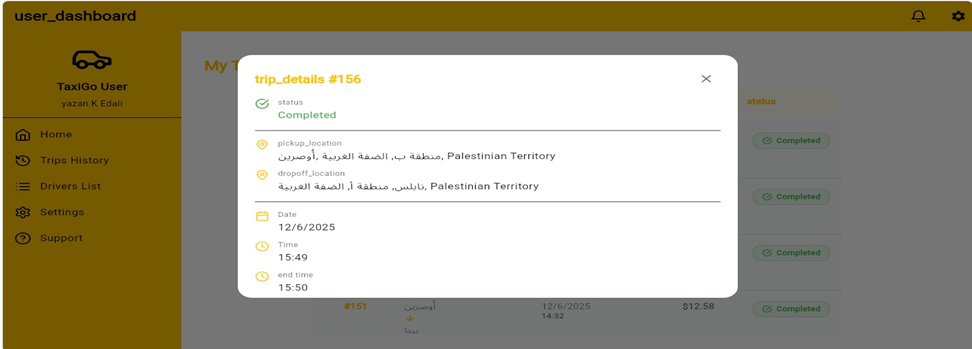 user_dashboard
TaxiGo User
yazan K Edali
Home
Trips History
Drivers List
Settings
Support
My T
trip_details #156
status
Completed
pickup_location
أوصرين, منطقة ب, الضفة الغربية, Palestinian Territory
dropoff_location
نابلس, منطقة أ, الضفة الغربية, Palestinian Territory
Date
12/6/2025
Time
15:49
end time
15:50
status
Completed
Completed
Completed
#151 أوصرين 12/6/2025 $12.58 Completed
14:32
بيتا